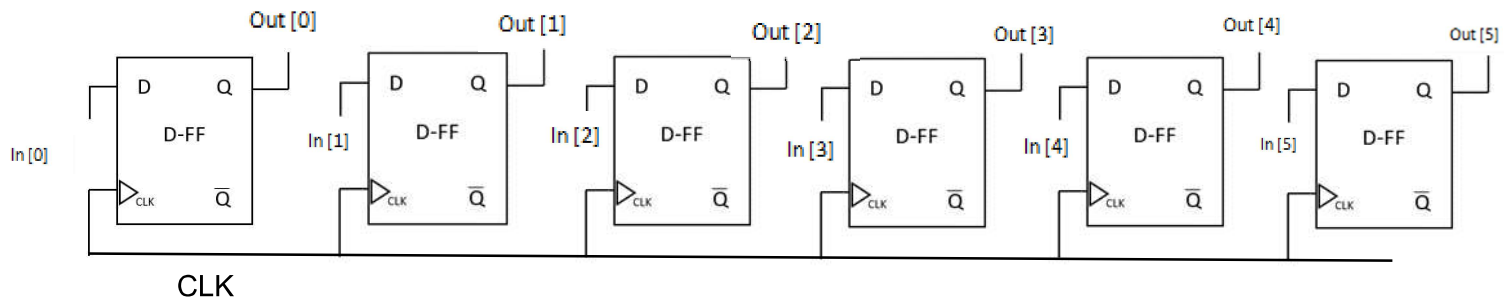 Out [0]
Out [1]
Out [2]
Out [3]
Out [4]
Out [5]
D Q
D Q
D Q
D Q
D Q
D Q
D-FF
D-FF
D-FF
D-FF
D-FF
D-FF
In [0]
In [1]
In [2]
In [3]
In [4]
In [5]
CLK Q̅
CLK Q̅
CLK Q̅
CLK Q̅
CLK Q̅
CLK Q̅
CLK